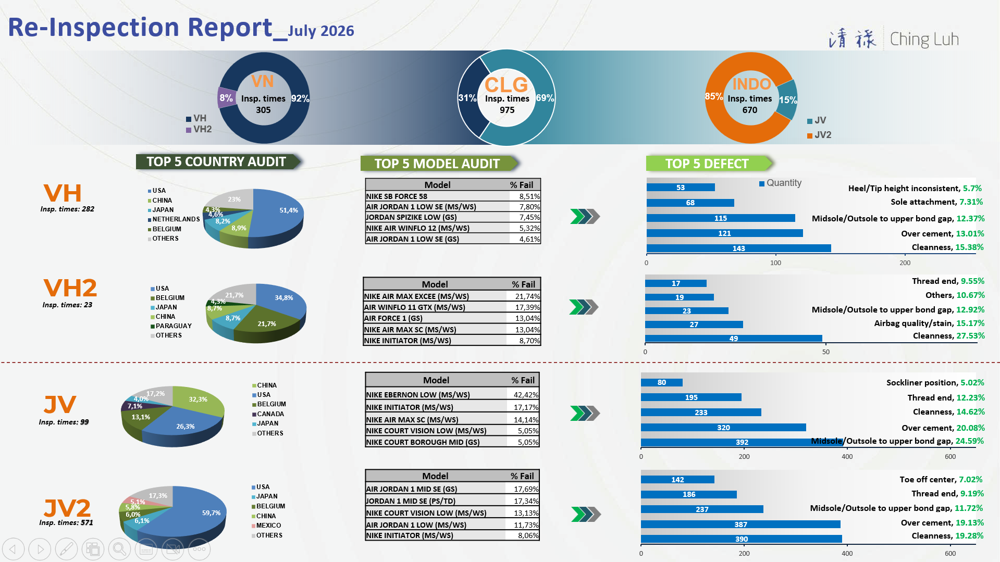 Re-Inspection Report_July 2026
清 祿 Ching Luh
VN
Insp. times
305
8%
92%
VH
VH2
CLG
Insp. times
975
31%
69%
INDO
Insp. times
670
85%
15%
JV
JV2
TOP 5 COUNTRY AUDIT
TOP 5 MODEL AUDIT
TOP 5 DEFECT
VH
Insp. times: 282
USA
CHINA
JAPAN
NETHERLANDS
BELGIUM
OTHERS
23%
4,3%
4,6%
8,2%
8,9%
51,4%
Model % Fail
NIKE SB FORCE 58 8,51%
AIR JORDAN 1 LOW SE (MS/WS) 7,80%
JORDAN SPIZIKE LOW (GS) 7,45%
NIKE AIR WINFLO 12 (MS/WS) 5,32%
AIR JORDAN 1 LOW SE (GS) 4,61%
Quantity
53 Heel/Tip height inconsistent, 5.7%
68 Sole attachment, 7.31%
115 Midsole/Outsole to upper bond gap, 12.37%
121 Over cement, 13.01%
143 Cleanness, 15.38%
0 100 200
VH2
Insp. times: 23
USA
BELGIUM
JAPAN
CHINA
PARAGUAY
OTHERS
21,7%
4,3%
8,7%
8,7%
21,7%
34,8%
Model % Fail
NIKE AIR MAX EXCEE (MS/WS) 21,74%
AIR WINFLO 11 GTX (MS/WS) 17,39%
AIR FORCE 1 (GS) 13,04%
NIKE AIR MAX SC (MS/WS) 13,04%
NIKE INITIATOR (MS/WS) 8,70%
17 Thread end, 9.55%
19 Others, 10.67%
23 Midsole/Outsole to upper bond gap, 12.92%
27 Airbag quality/stain, 15.17%
49 Cleanness, 27.53%
0 50
JV
Insp. times: 99
17,2%
4,0%
7,1%
13,1%
26,3%
32,3%
CHINA
USA
BELGIUM
CANADA
JAPAN
OTHERS
Model % Fail
NIKE EBERNON LOW (MS/WS) 42,42%
NIKE INITIATOR (MS/WS) 17,17%
NIKE AIR MAX SC (MS/WS) 14,14%
NIKE COURT VISION LOW (MS/WS) 5,05%
NIKE COURT BOROUGH MID (GS) 5,05%
80 Sockliner position, 5.02%
195 Thread end, 12.23%
233 Cleanness, 14.62%
320 Over cement, 20.08%
392 Midsole/Outsole to upper bond gap, 24.59%
0 200 400 600
JV2
Insp. times: 571
17,3%
5,1%
5,8%
6,0%
6,1%
59,7%
USA
JAPAN
BELGIUM
CHINA
MEXICO
OTHERS
Model % Fail
AIR JORDAN 1 MID SE (GS) 17,69%
JORDAN 1 MID SE (PS/TD) 17,34%
NIKE COURT VISION LOW (MS/WS) 13,13%
AIR JORDAN 1 LOW (MS/WS) 11,73%
NIKE INITIATOR (MS/WS) 8,06%
142 Toe off center, 7.02%
186 Thread end, 9.19%
237 Midsole/Outsole to upper bond gap, 11.72%
387 Over cement, 19.13%
390 Cleanness, 19.28%
0 200 400 600